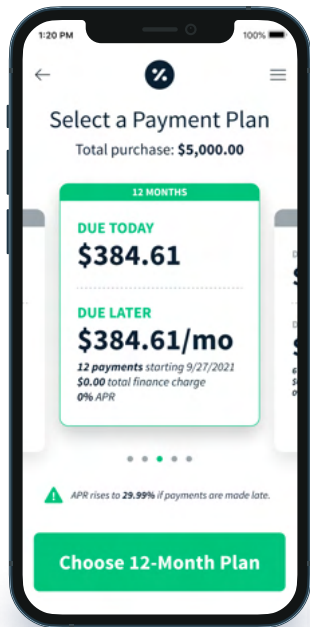 1:20 PM
100%
%
Select a Payment Plan
Total purchase: $5,000.00
12 MONTHS
DUE TODAY
$384.61
DUE LATER
$384.61/mo
12 payments starting 9/27/2021
$0.00 total finance charge
0% APR
APR rises to 29.99% if payments are made late.
Choose 12-Month Plan